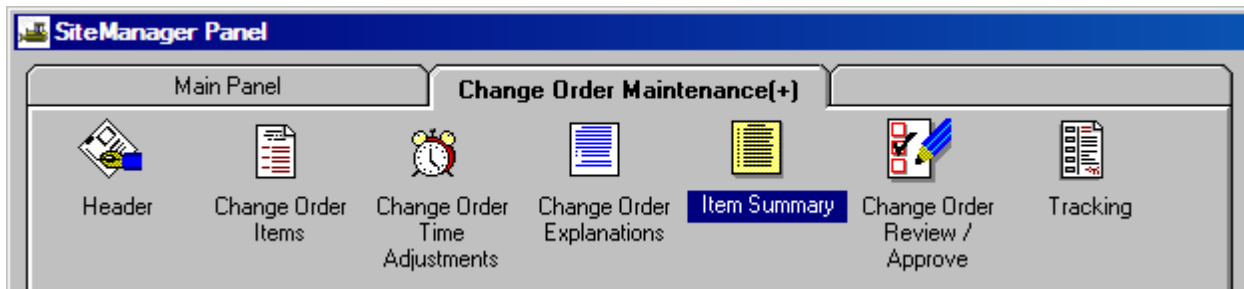 SiteManager Panel
Main Panel
Change Order Maintenance(+)
Header
Change Order
Items
Change Order
Time
Adjustments
Change Order
Explanations
Item Summary
Change Order
Review /
Approve
Tracking